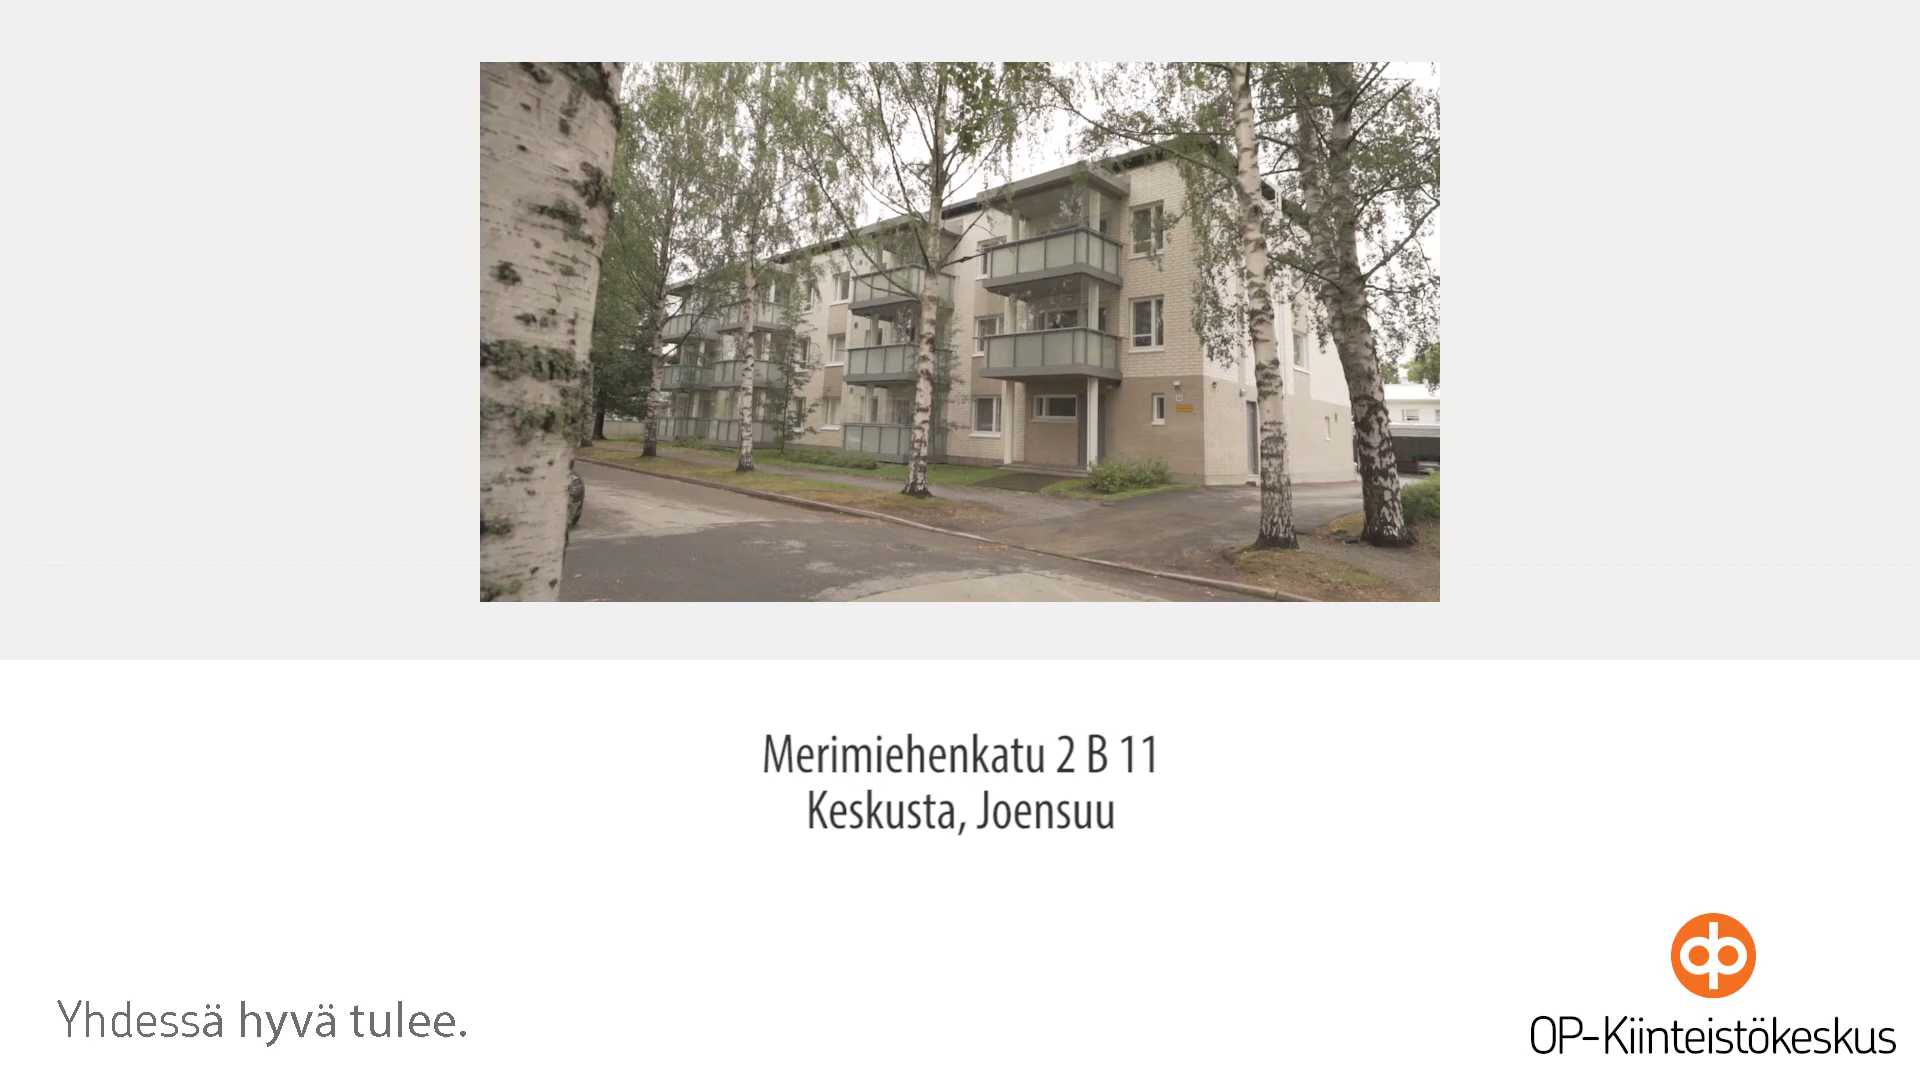 Merimiehenkatu 2 B 11
Keskusta, Joensuu
Yhdessä hyvä tulee.
OP-Kiinteistökeskus